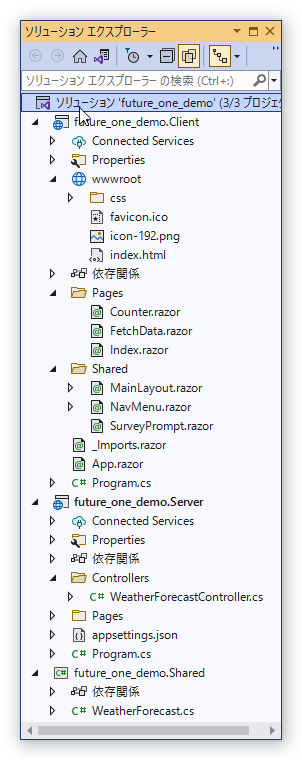 ソリューション エクスプローラー
ソリューション エクスプローラー の検索 (Ctrl+:)
ソリューション 'future_one_demo' (3/3 プロジェク
future_one_demo.Client
Connected Services
Properties
wwwroot
css
favicon.ico
icon-192.png
index.html
依存関係
Pages
Counter.razor
FetchData.razor
Index.razor
Shared
MainLayout.razor
NavMenu.razor
SurveyPrompt.razor
_Imports.razor
App.razor
C# Program.cs
future_one_demo.Server
Connected Services
Properties
依存関係
Controllers
C# WeatherForecastController.cs
Pages
appsettings.json
C# Program.cs
C# future_one_demo.Shared
依存関係
C# WeatherForecast.cs